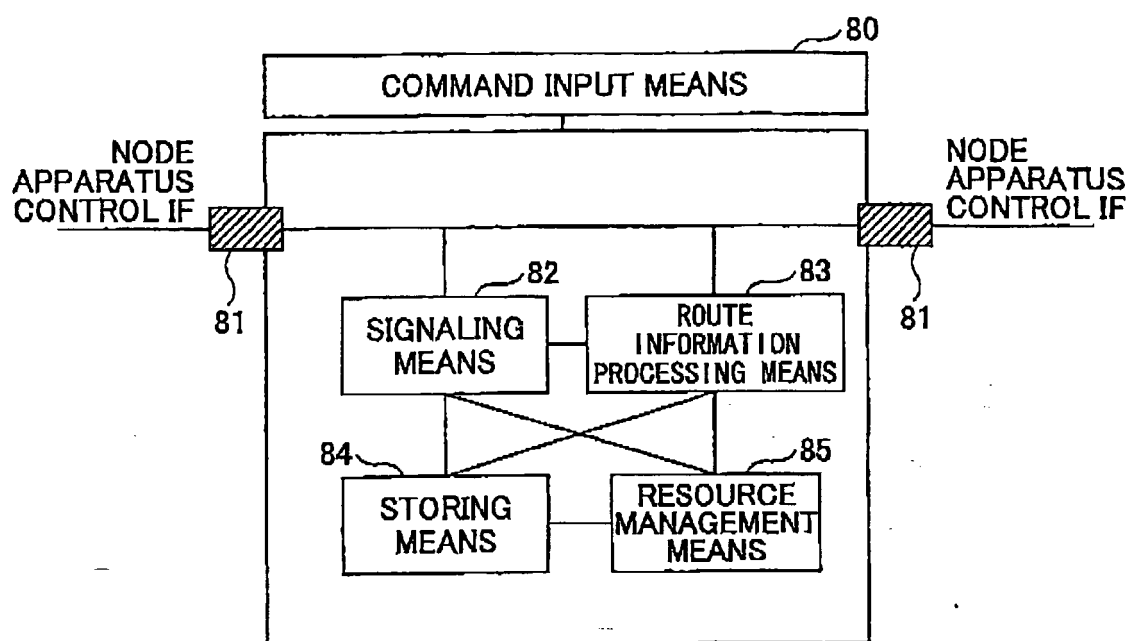 80
COMMAND INPUT MEANS
NODE
APPARATUS
CONTROL IF
NODE
APPARATUS
CONTROL IF
81
81
82
83
SIGNALING
MEANS
ROUTE
INFORMATION
PROCESSING MEANS
84
85
STORING
MEANS
RESOURCE
MANAGEMENT
MEANS